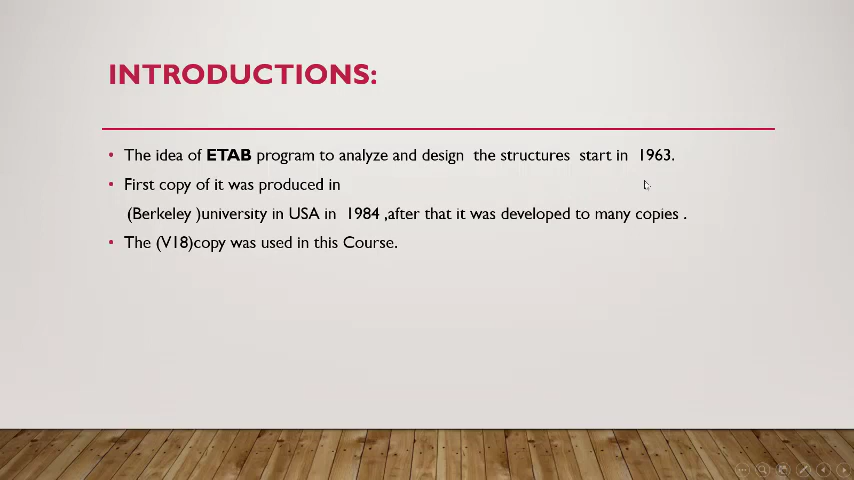 INTRODUCTIONS:
• The idea of ETAB program to analyze and design the structures start in 1963.
• First copy of it was produced in
(Berkeley )university in USA in 1984 ,after that it was developed to many copies .
• The (V18)copy was used in this Course.